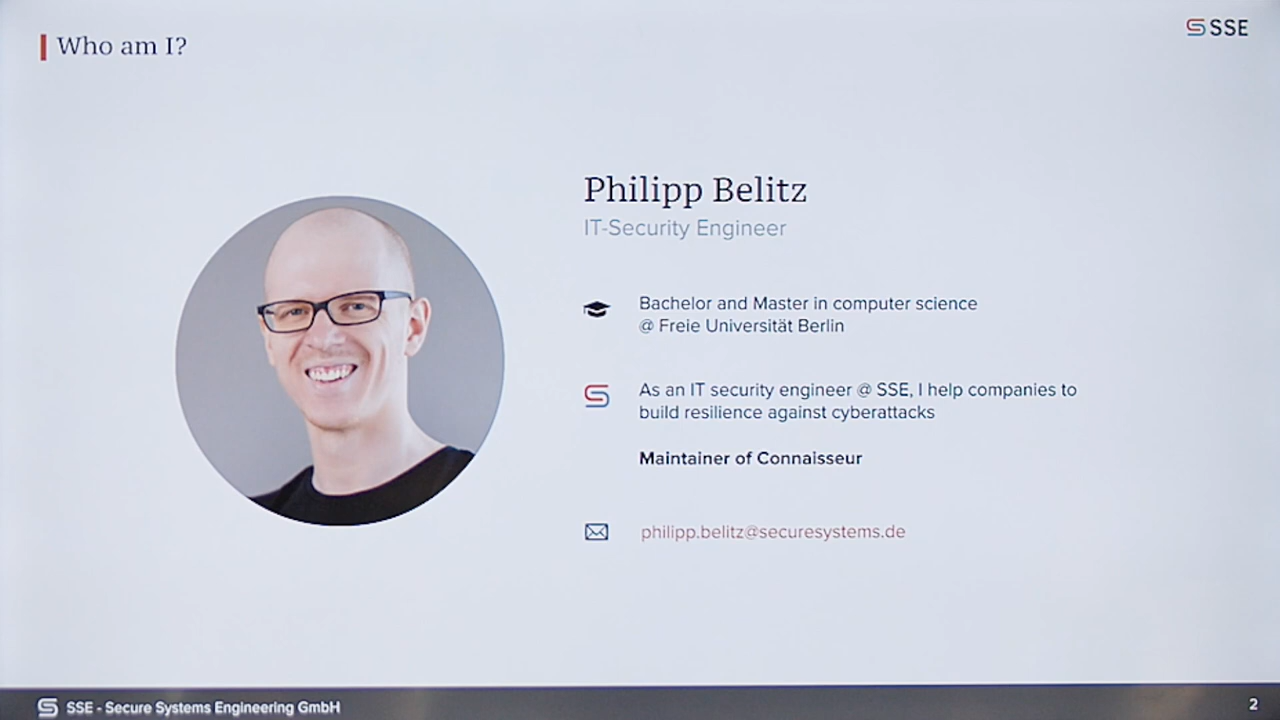 Who am I?
SSE
Philipp Belitz
IT-Security Engineer
Bachelor and Master in computer science
@ Freie Universität Berlin
As an IT security engineer @ SSE, I help companies to
build resilience against cyberattacks
Maintainer of Connaisseur
philipp.belitz@securesystems.de
SSE - Secure Systems Engineering GmbH
2